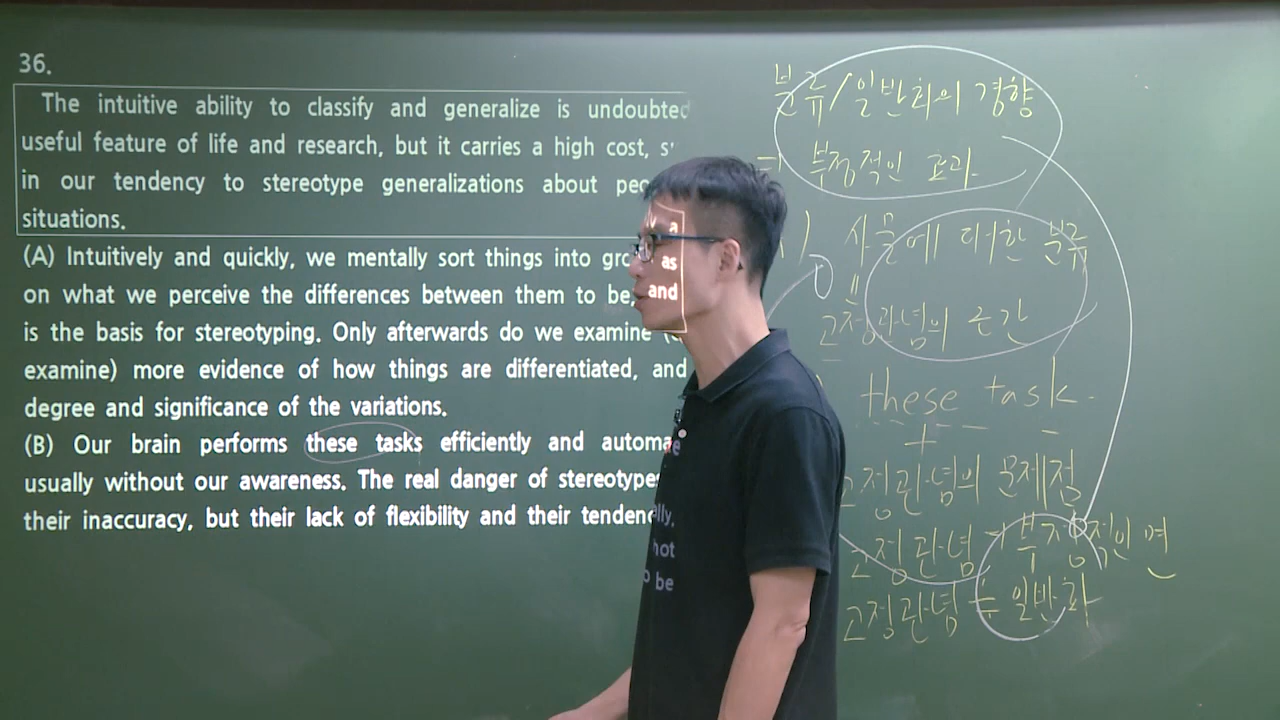 36.
The intuitive ability to classify and generalize is undoubted a
useful feature of life and research, but it carries a high cost, as
in our tendency to stereotype generalizations about and
situations.
(A) Intuitively and quickly, we mentally sort things into
on what we perceive the differences between them to be,
is the basis for stereotyping. Only afterwards do we examine
examine) more evidence of how things are differentiated, and
degree and significance of the variations.
(B) Our brain performs these tasks efficiently and
usually without our awareness. The real danger of stereotypes not
their inaccuracy, but their lack of flexibility and their be
분류/일반화의 경향
부정적인 효과
사물에 대한 분류
=
고정관념의 근간
these task.
+
고정관념의 문제점
고정관념 부정적인 면
고정관념 = 일반화